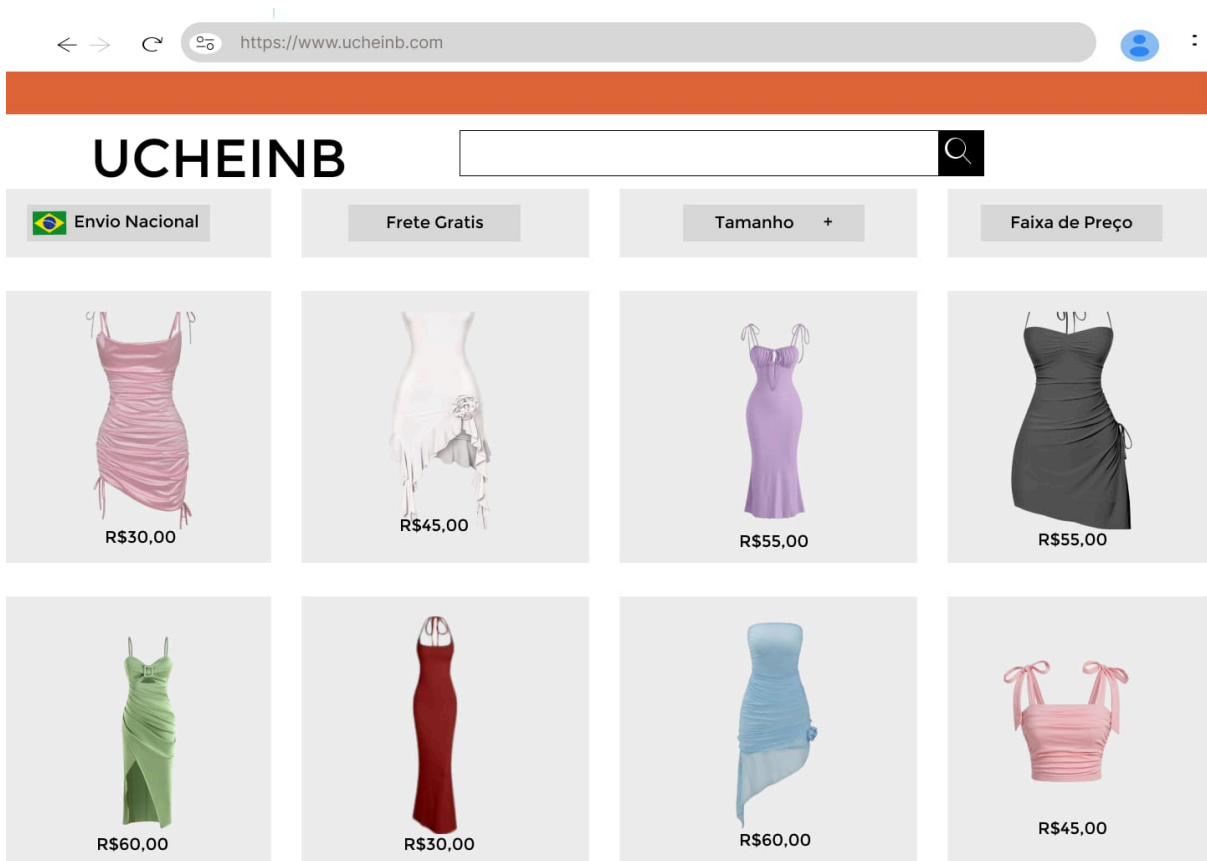 https://www.ucheinb.com
UCHEINB
Envio Nacional
Frete Gratis
Tamanho +
Faixa de Preço
R$30,00
R$45,00
R$55,00
R$55,00
R$60,00
R$30,00
R$60,00
R$45,00